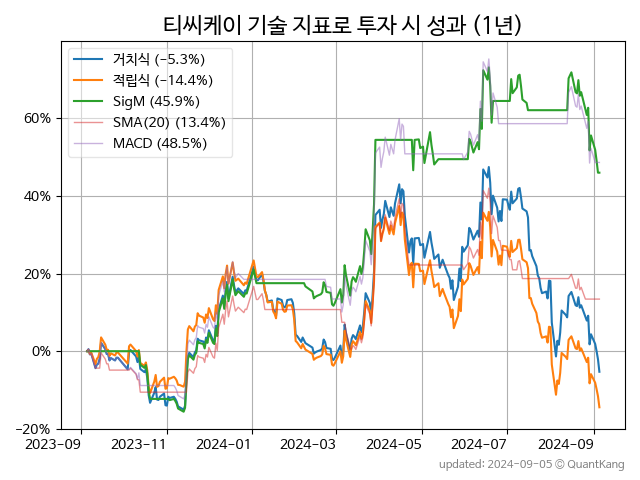 티씨케이 기술 지표로 투자 시 성과 (1년)
거치식 (−5.3%)
적립식 (−14.4%)
SigM (45.9%)
SMA(20) (13.4%)
MACD (48.5%)
60%
40%
20%
0%
−20%
2023-09 2023-11 2024-01 2024-03 2024-05 2024-07 2024-09
updated: 2024-09-05 © QuantKang